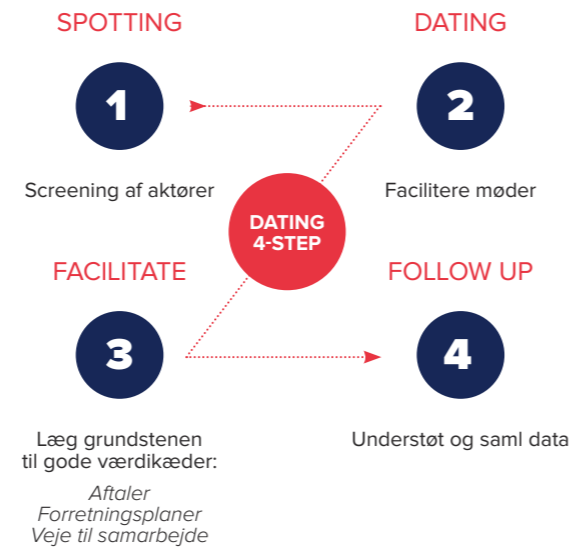 SPOTTING
1
Screening af aktører
DATING
2
Facilitere møder
DATING
4-STEP
FACILITATE
3
Læg grundstenen
til gode værdikæder:
Aftaler
Forretningsplaner
Veje til samarbejde
FOLLOW UP
4
Understøt og saml data